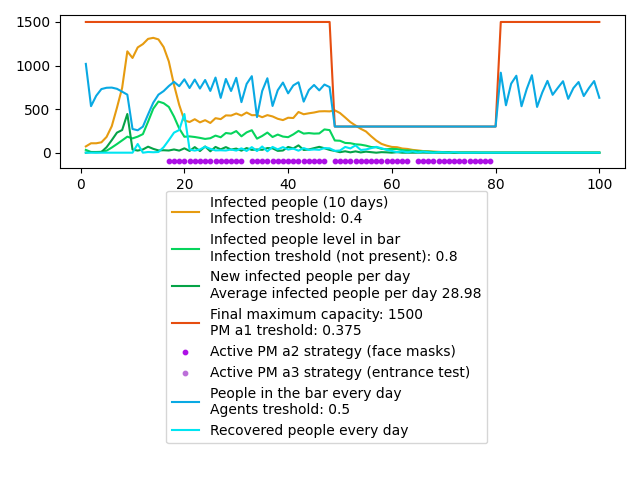 1500
1000
500
0
0
20
40
60
80
100
Infected people (10 days)
Infection treshold: 0.4
Infected people level in bar
Infection treshold (not present): 0.8
New infected people per day
Average infected people per day 28.98
Final maximum capacity: 1500
PM a1 treshold: 0.375
Active PM a2 strategy (face masks)
Active PM a3 strategy (entrance test)
People in the bar every day
Agents treshold: 0.5
Recovered people every day